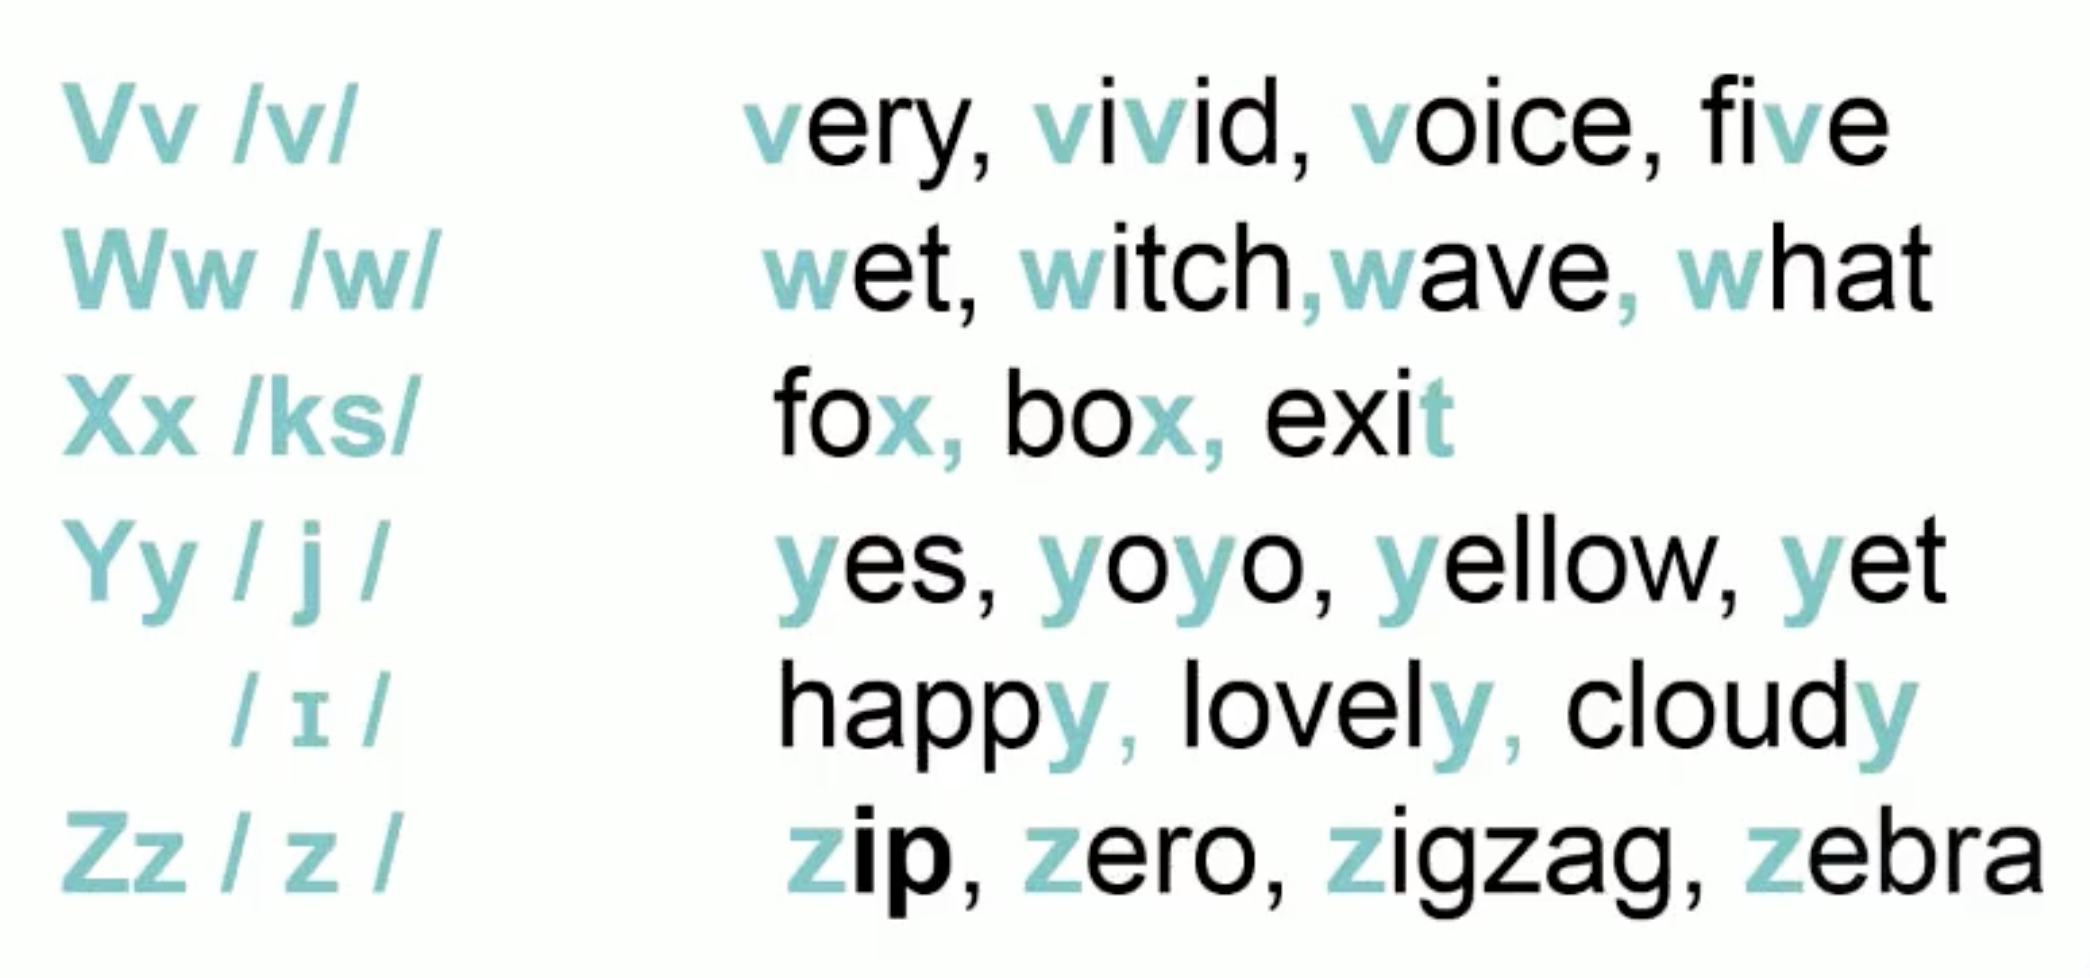 Vv /v/ very, vivid, voice, five
Ww /w/ wet, witch,wave, what
Xx /ks/ fox, box, exit
Yy / j / yes, yoyo, yellow, yet
/ ɪ / happy, lovely, cloudy
Zz / z / zip, zero, zigzag, zebra